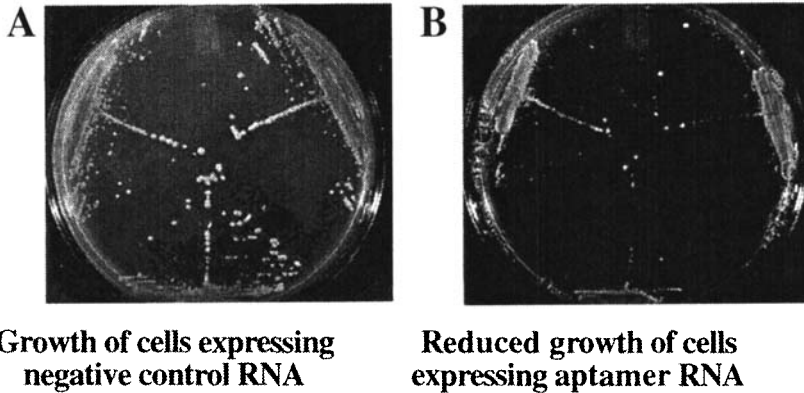 A
B
Growth of cells expressing
negative control RNA
Reduced growth of cells
expressing aptamer RNA